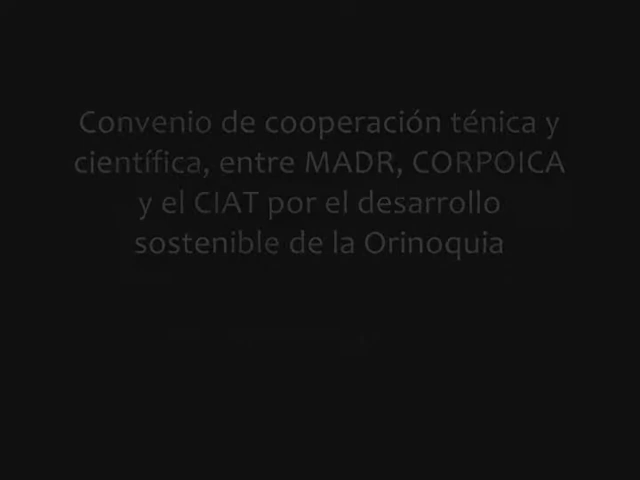 Convenio de cooperación ténica y
científica, entre MADR, CORPOICA
y el CIAT por el desarrollo
sostenible de la Orinoquia